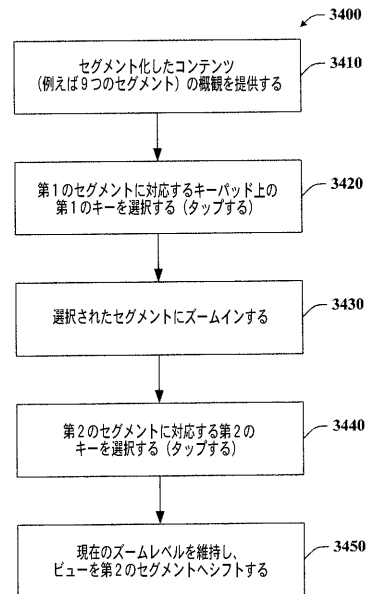 3400
セグメント化したコンテンツ
(例えば9つのセグメント)の概観を提供する
3410
第1のセグメントに対応するキーパッド上の
第1のキーを選択する(タップする)
3420
選択されたセグメントにズームインする
3430
第2のセグメントに対応する第2の
キーを選択する(タップする)
3440
現在のズームレベルを維持し、
ビューを第2のセグメントへシフトする
3450